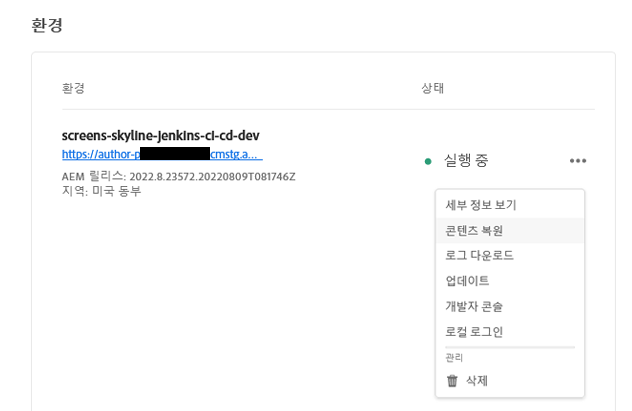 환경
환경 상태
screens-skyline-jenkins-ci-cd-dev
https://author-p cmstg.a...
실행 중
AEM 릴리스: 2022.8.23572.20220809T081746Z
지역: 미국 동부
세부 정보 보기
콘텐츠 복원
로그 다운로드
업데이트
개발자 콘솔
로컬 로그인
관리
삭제